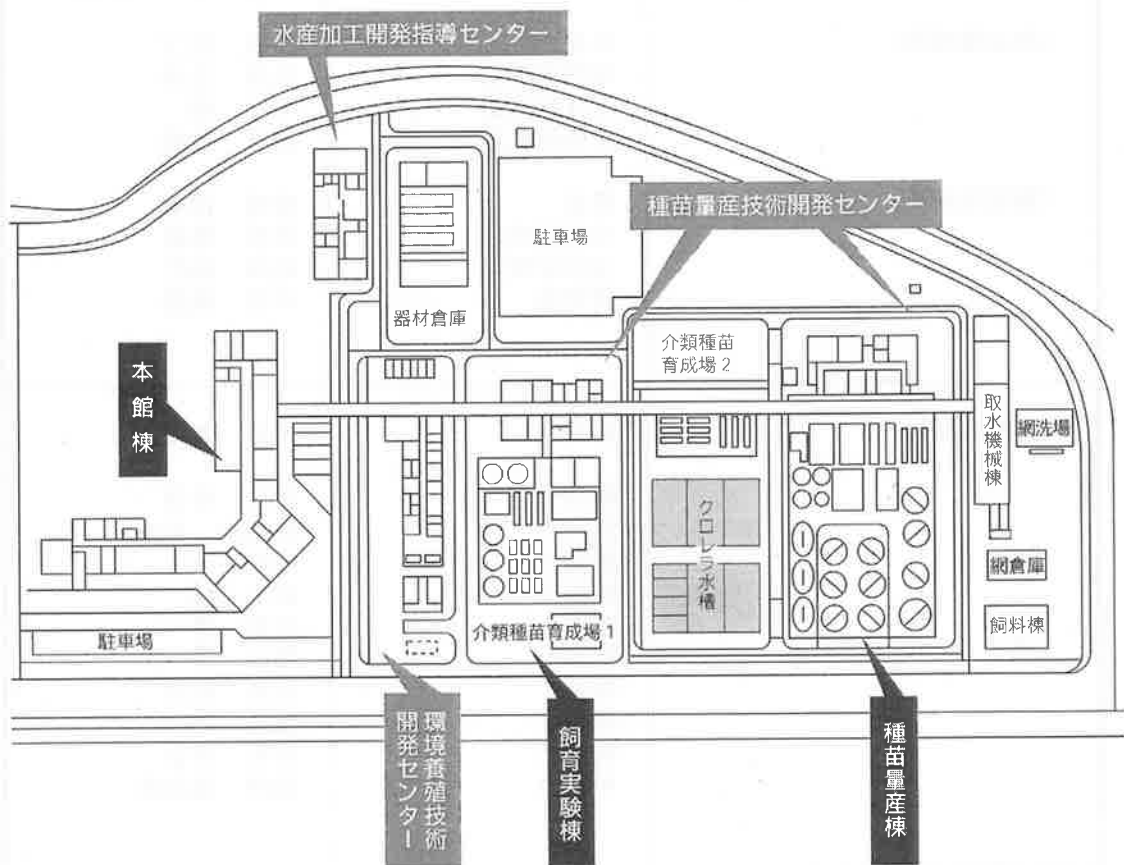 水産加工開発指導センター
種苗量産技術開発センター
駐車場
器材倉庫
介類種苗
育成場2
本館棟
取水機械棟
網洗場
クロレラ水槽
網倉庫
飼料棟
介類種苗育成場1
駐車場
環境養殖技術
開発センター
飼育実験棟
種苗量産棟